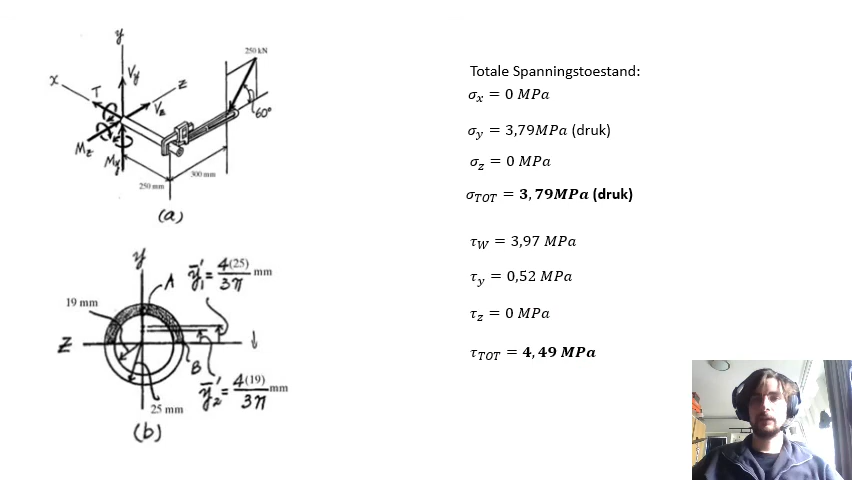 y
250 kN
x
T
V_y
z
V_z
60°
M_z
M_y
300 mm
250 mm
(a)
y
A
ȳ'₁ = 4(25)/3π mm
19 mm
z
B
25 mm
ȳ'₂ = 4(19)/3π mm
(b)
Totale Spanningstoestand:
σ_x = 0 MPa
σ_y = 3,79MPa (druk)
σ_z = 0 MPa
σ_TOT = 3,79MPa (druk)
τ_W = 3,97 MPa
τ_y = 0,52 MPa
τ_z = 0 MPa
τ_TOT = 4,49 MPa